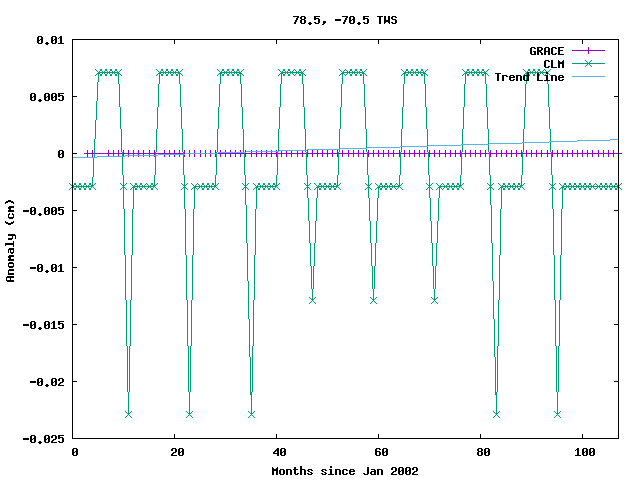 78.5, -70.5 TWS
GRACE
CLM
Trend Line
0.01
0.005
0
-0.005
-0.01
-0.015
-0.02
-0.025
Anomaly (cm)
0 20 40 60 80 100
Months since Jan 2002